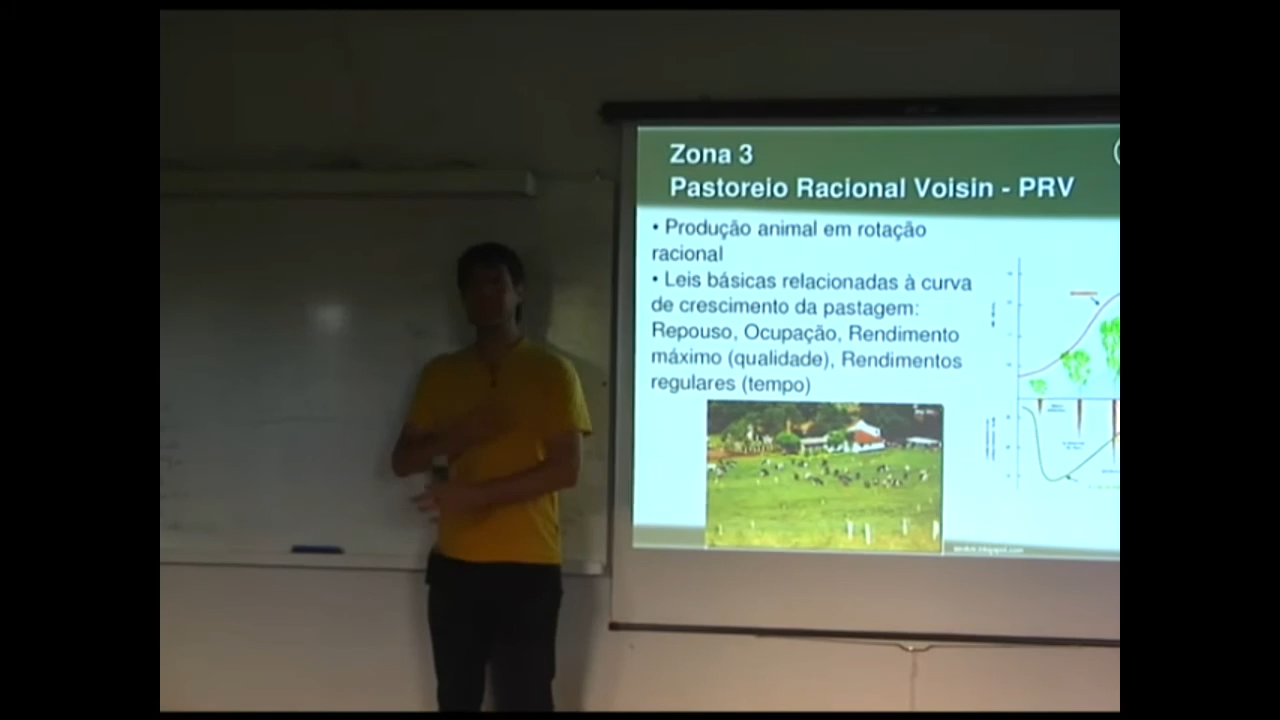 Zona 3
Pastoreio Racional Voisin - PRV
• Produção animal em rotação
racional
• Leis básicas relacionadas à curva
de crescimento da pastagem:
Repouso, Ocupação, Rendimento
máximo (qualidade), Rendimentos
regulares (tempo)